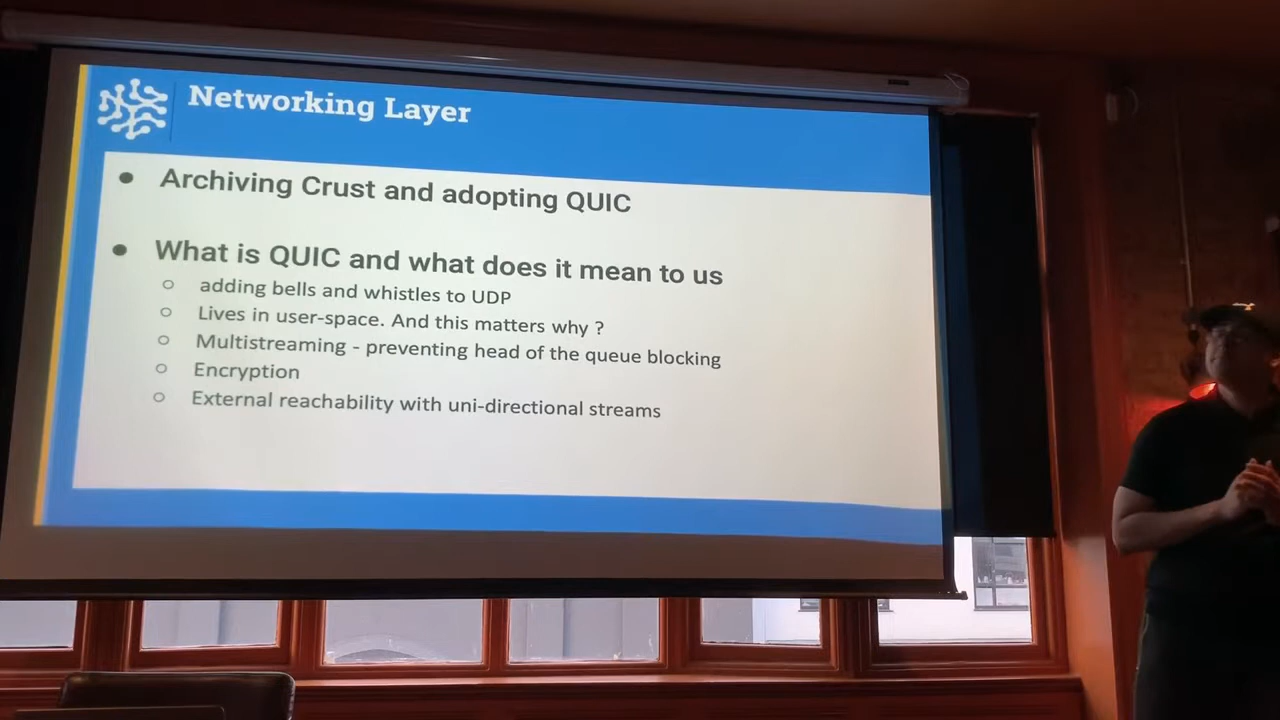 Networking Layer
● Archiving Crust and adopting QUIC
● What is QUIC and what does it mean to us
○ adding bells and whistles to UDP
○ Lives in user-space. And this matters why ?
○ Multistreaming - preventing head of the queue blocking
○ Encryption
○ External reachability with uni-directional streams